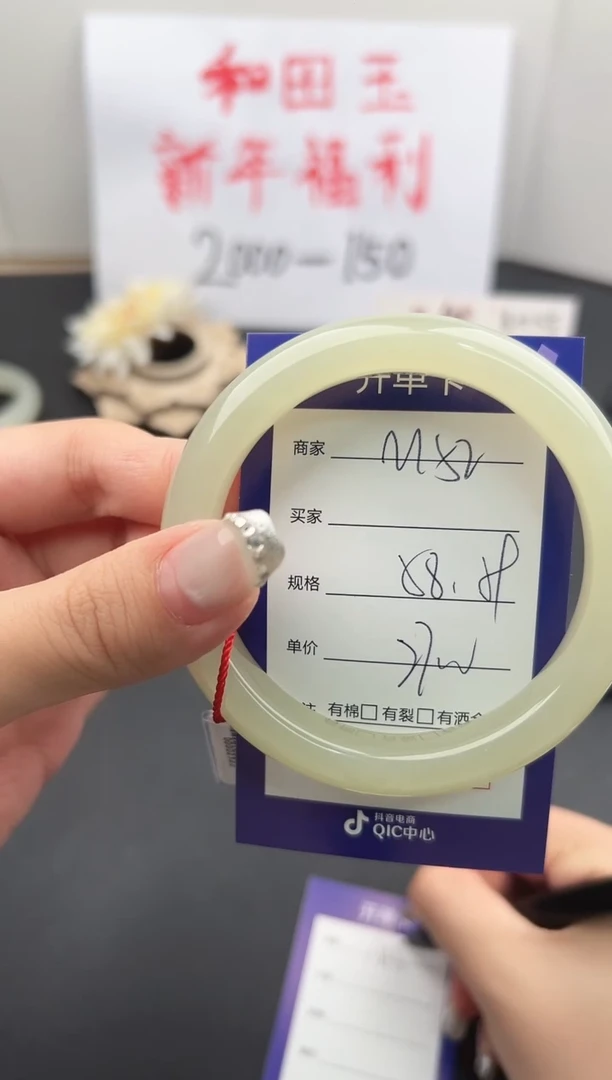 和田玉
新年福利
2000-150
开单卡
商家
买家
规格 58.
单价
有棉□ 有裂□ 有洒金
抖音电商
QIC中心